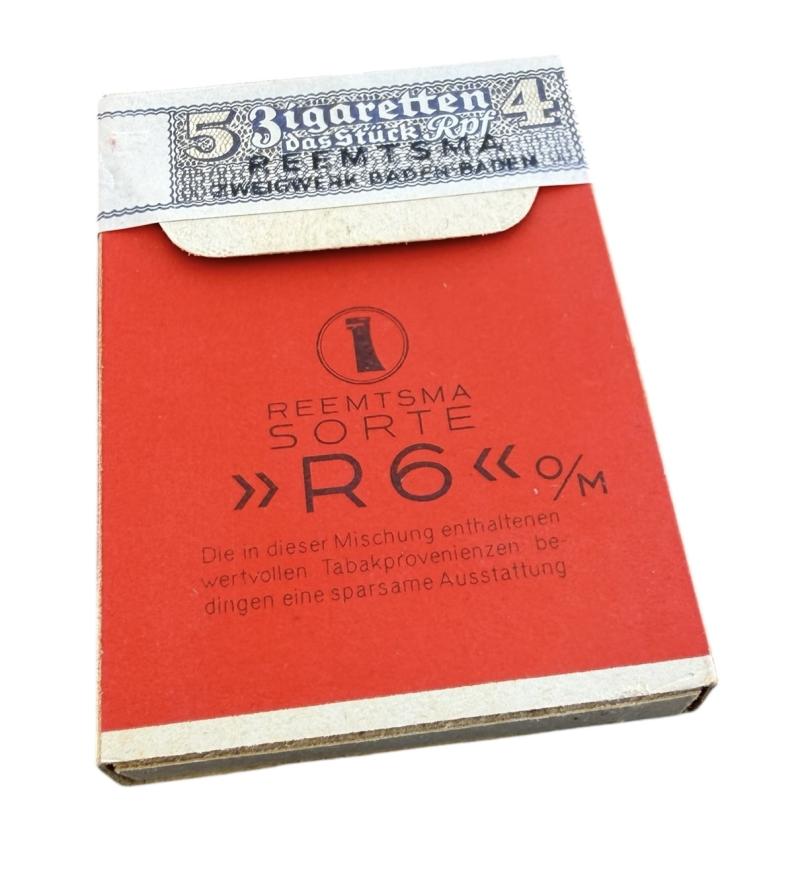 5 Zigaretten 4
das Stück Rpf
REEMTSMA
ZWEIGWERK BADEN-BADEN
REEMTSMA
SORTE
»R6« O/M
Die in dieser Mischung enthaltenen
wertvollen Tabakprovenienzen be-
dingen eine sparsame Ausstattung